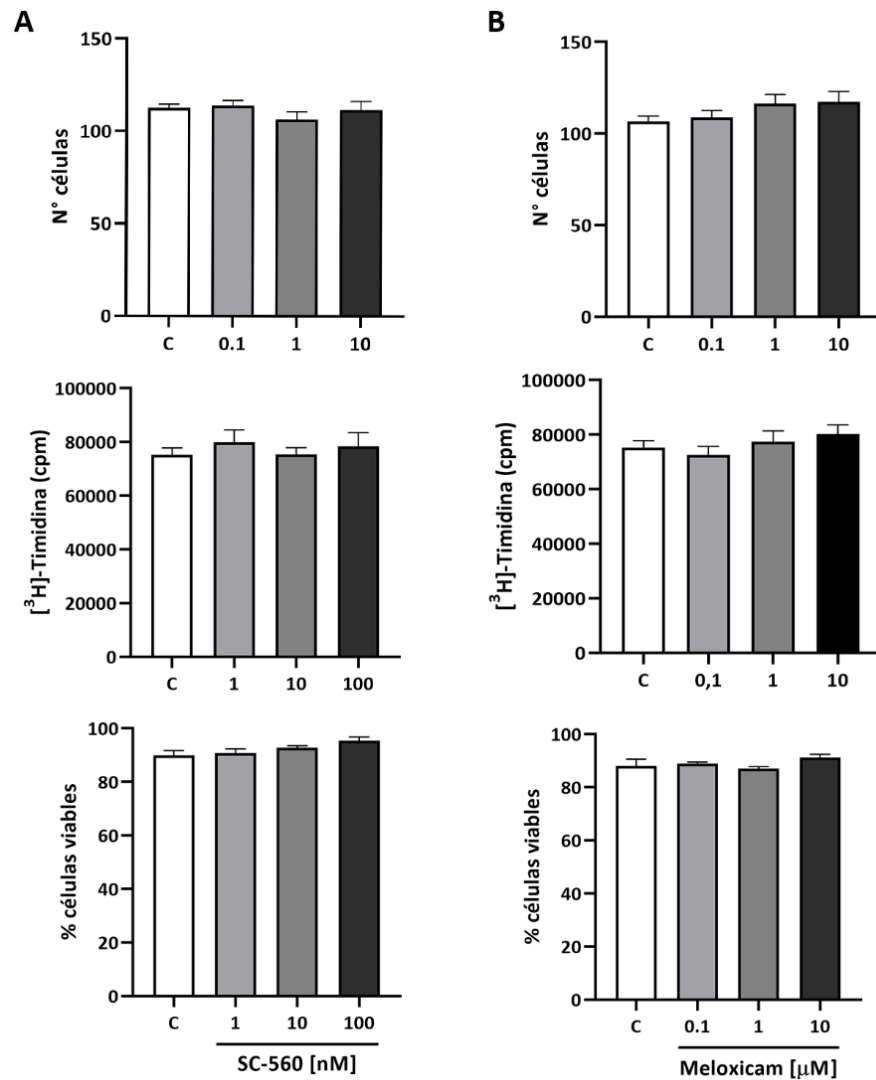 A
N° células
150
100
50
0
C 0.1 1 10
[³H]-Timidina (cpm)
100000
80000
60000
40000
20000
0
C 1 10 100
% células viables
100
80
60
40
20
0
C 1 10 100
SC-560 [nM]
B
N° células
150
100
50
0
C 0.1 1 10
[³H]-Timidina (cpm)
100000
80000
60000
40000
20000
0
C 0,1 1 10
% células viables
100
80
60
40
20
0
C 0.1 1 10
Meloxicam [μM]